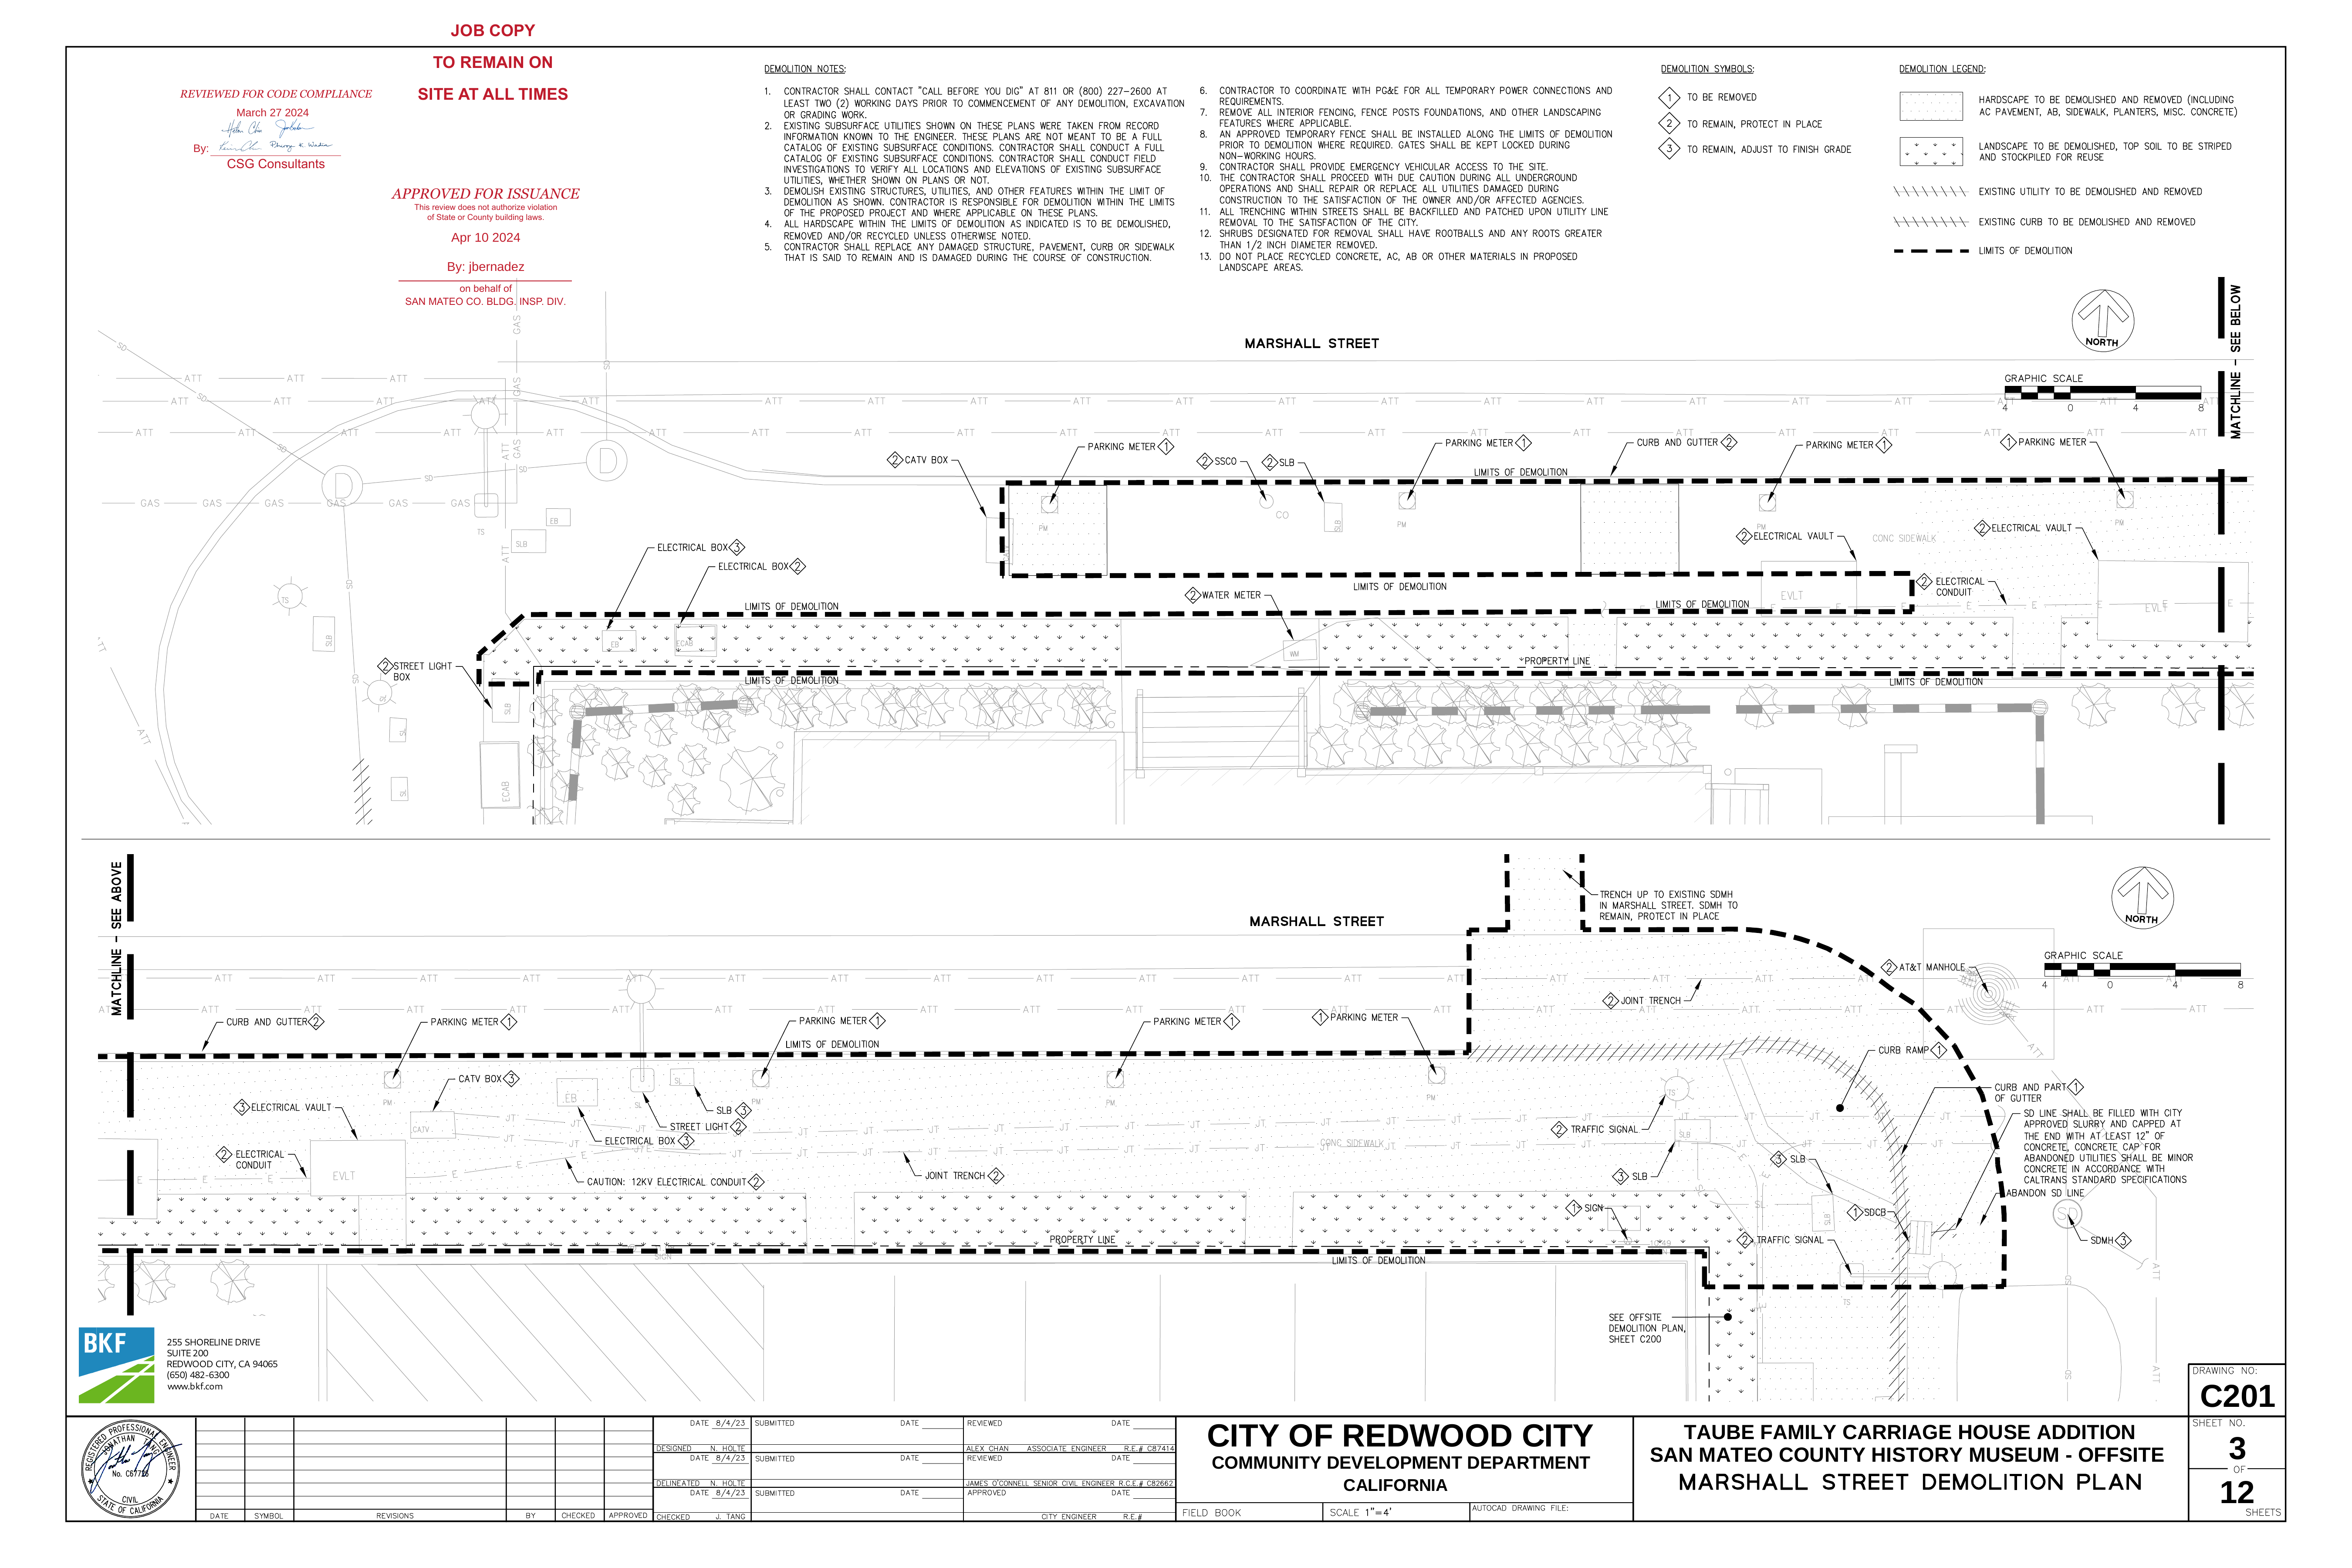 JOB COPY
TO REMAIN ON
SITE AT ALL TIMES
REVIEWED FOR CODE COMPLIANCE
March 27 2024
By:
CSG Consultants
APPROVED FOR ISSUANCE
This review does not authorize violation
of State or County building laws.
Apr 10 2024
By: jbernadez
on behalf of
SAN MATEO CO. BLDG. INSP. DIV.
DEMOLITION NOTES:
1. CONTRACTOR SHALL CONTACT "CALL BEFORE YOU DIG" AT 811 OR (800) 227-2600 AT
LEAST TWO (2) WORKING DAYS PRIOR TO COMMENCEMENT OF ANY DEMOLITION, EXCAVATION
OR GRADING WORK.
2. EXISTING SUBSURFACE UTILITIES SHOWN ON THESE PLANS WERE TAKEN FROM RECORD
INFORMATION KNOWN TO THE ENGINEER. THESE PLANS ARE NOT MEANT TO BE A FULL
CATALOG OF EXISTING SUBSURFACE CONDITIONS. CONTRACTOR SHALL CONDUCT A FULL
CATALOG OF EXISTING SUBSURFACE CONDITIONS. CONTRACTOR SHALL CONDUCT FIELD
INVESTIGATIONS TO VERIFY ALL LOCATIONS AND ELEVATIONS OF EXISTING SUBSURFACE
UTILITIES, WHETHER SHOWN ON PLANS OR NOT.
3. DEMOLISH EXISTING STRUCTURES, UTILITIES, AND OTHER FEATURES WITHIN THE LIMIT OF
DEMOLITION AS SHOWN. CONTRACTOR IS RESPONSIBLE FOR DEMOLITION WITHIN THE LIMITS
OF THE PROPOSED PROJECT AND WHERE APPLICABLE ON THESE PLANS.
4. ALL HARDSCAPE WITHIN THE LIMITS OF DEMOLITION AS INDICATED IS TO BE DEMOLISHED,
REMOVED AND/OR RECYCLED UNLESS OTHERWISE NOTED.
5. CONTRACTOR SHALL REPLACE ANY DAMAGED STRUCTURE, PAVEMENT, CURB OR SIDEWALK
THAT IS SAID TO REMAIN AND IS DAMAGED DURING THE COURSE OF CONSTRUCTION.
6. CONTRACTOR TO COORDINATE WITH PG&E FOR ALL TEMPORARY POWER CONNECTIONS AND
REQUIREMENTS.
7. REMOVE ALL INTERIOR FENCING, FENCE POSTS FOUNDATIONS, AND OTHER LANDSCAPING
FEATURES WHERE APPLICABLE.
8. AN APPROVED TEMPORARY FENCE SHALL BE INSTALLED ALONG THE LIMITS OF DEMOLITION
PRIOR TO DEMOLITION WHERE REQUIRED. GATES SHALL BE KEPT LOCKED DURING
NON-WORKING HOURS.
9. CONTRACTOR SHALL PROVIDE EMERGENCY VEHICULAR ACCESS TO THE SITE.
10. THE CONTRACTOR SHALL PROCEED WITH DUE CAUTION DURING ALL UNDERGROUND
OPERATIONS AND SHALL REPAIR OR REPLACE ALL UTILITIES DAMAGED DURING
CONSTRUCTION TO THE SATISFACTION OF THE OWNER AND/OR AFFECTED AGENCIES.
11. ALL TRENCHING WITHIN STREETS SHALL BE BACKFILLED AND PATCHED UPON UTILITY LINE
REMOVAL TO THE SATISFACTION OF THE CITY.
12. SHRUBS DESIGNATED FOR REMOVAL SHALL HAVE ROOTBALLS AND ANY ROOTS GREATER
THAN 1/2 INCH DIAMETER REMOVED.
13. DO NOT PLACE RECYCLED CONCRETE, AC, AB OR OTHER MATERIALS IN PROPOSED
LANDSCAPE AREAS.
DEMOLITION SYMBOLS:
1 TO BE REMOVED
2 TO REMAIN, PROTECT IN PLACE
3 TO REMAIN, ADJUST TO FINISH GRADE
DEMOLITION LEGEND:
HARDSCAPE TO BE DEMOLISHED AND REMOVED (INCLUDING
AC PAVEMENT, AB, SIDEWALK, PLANTERS, MISC. CONCRETE)
LANDSCAPE TO BE DEMOLISHED, TOP SOIL TO BE STRIPED
AND STOCKPILED FOR REUSE
EXISTING UTILITY TO BE DEMOLISHED AND REMOVED
EXISTING CURB TO BE DEMOLISHED AND REMOVED
LIMITS OF DEMOLITION
MARSHALL STREET
NORTH
GRAPHIC SCALE
4 0 4 8
MATCHLINE - SEE BELOW
2 CATV BOX
PARKING METER 1
2 SSCO
2 SLB
PARKING METER 1
LIMITS OF DEMOLITION
CURB AND GUTTER 2
PARKING METER 1
1 PARKING METER
2 ELECTRICAL VAULT
CONC SIDEWALK
2 ELECTRICAL VAULT
ELECTRICAL BOX 3
ELECTRICAL BOX 2
LIMITS OF DEMOLITION
2 WATER METER
LIMITS OF DEMOLITION
LIMITS OF DEMOLITION
2 ELECTRICAL
CONDUIT
EVLT
EVLT
2 STREET LIGHT
BOX
PROPERTY LINE
LIMITS OF DEMOLITION
LIMITS OF DEMOLITION
EB
ECAB
WM
SLB
ECAB
CO
PM
PM
PM
PM
ATT
GAS
SD
D
D
TS
TS
SLB
EB
MATCHLINE - SEE ABOVE
MARSHALL STREET
TRENCH UP TO EXISTING SDMH
IN MARSHALL STREET. SDMH TO
REMAIN, PROTECT IN PLACE
NORTH
GRAPHIC SCALE
4 0 4 8
2 AT&T MANHOLE
2 JOINT TRENCH
CURB AND GUTTER 2
PARKING METER 1
PARKING METER 1
LIMITS OF DEMOLITION
PARKING METER 1
1 PARKING METER
CURB RAMP 1
CURB AND PART 1
OF GUTTER
SD LINE SHALL BE FILLED WITH CITY
APPROVED SLURRY AND CAPPED AT
THE END WITH AT LEAST 12" OF
CONCRETE, CONCRETE CAP FOR
ABANDONED UTILITIES SHALL BE MINOR
CONCRETE IN ACCORDANCE WITH
CALTRANS STANDARD SPECIFICATIONS
ABANDON SD LINE
CATV BOX 3
3 ELECTRICAL VAULT
SLB 3
STREET LIGHT 2
ELECTRICAL BOX 3
2 ELECTRICAL
CONDUIT
CAUTION: 12KV ELECTRICAL CONDUIT 2
JOINT TRENCH 2
CONC SIDEWALK
2 TRAFFIC SIGNAL
3 SLB
3 SLB
1 SIGN
1 SDCB
2 TRAFFIC SIGNAL
SDMH 3
PROPERTY LINE
LIMITS OF DEMOLITION
CATV
EB
EVLT
JT
SD
SEE OFFSITE
DEMOLITION PLAN,
SHEET C200
BKF
255 SHORELINE DRIVE
SUITE 200
REDWOOD CITY, CA 94065
(650) 482-6300
www.bkf.com
REGISTERED PROFESSIONAL ENGINEER
JONATHAN TANG
No. C67726
CIVIL
STATE OF CALIFORNIA
DATE SYMBOL REVISIONS BY CHECKED APPROVED
DATE 8/4/23 SUBMITTED DATE REVIEWED DATE
DESIGNED N. HOLTE ALEX CHAN ASSOCIATE ENGINEER R.E.# C87414
DATE 8/4/23 SUBMITTED DATE REVIEWED DATE
DELINEATED N. HOLTE JAMES O'CONNELL SENIOR CIVIL ENGINEER R.C.E.# C82662
DATE 8/4/23 SUBMITTED DATE APPROVED DATE
CHECKED J. TANG CITY ENGINEER R.E.#
CITY OF REDWOOD CITY
COMMUNITY DEVELOPMENT DEPARTMENT
CALIFORNIA
FIELD BOOK SCALE 1"=4' AUTOCAD DRAWING FILE:
TAUBE FAMILY CARRIAGE HOUSE ADDITION
SAN MATEO COUNTY HISTORY MUSEUM - OFFSITE
MARSHALL STREET DEMOLITION PLAN
DRAWING NO:
C201
SHEET NO.
3
OF
12
SHEETS